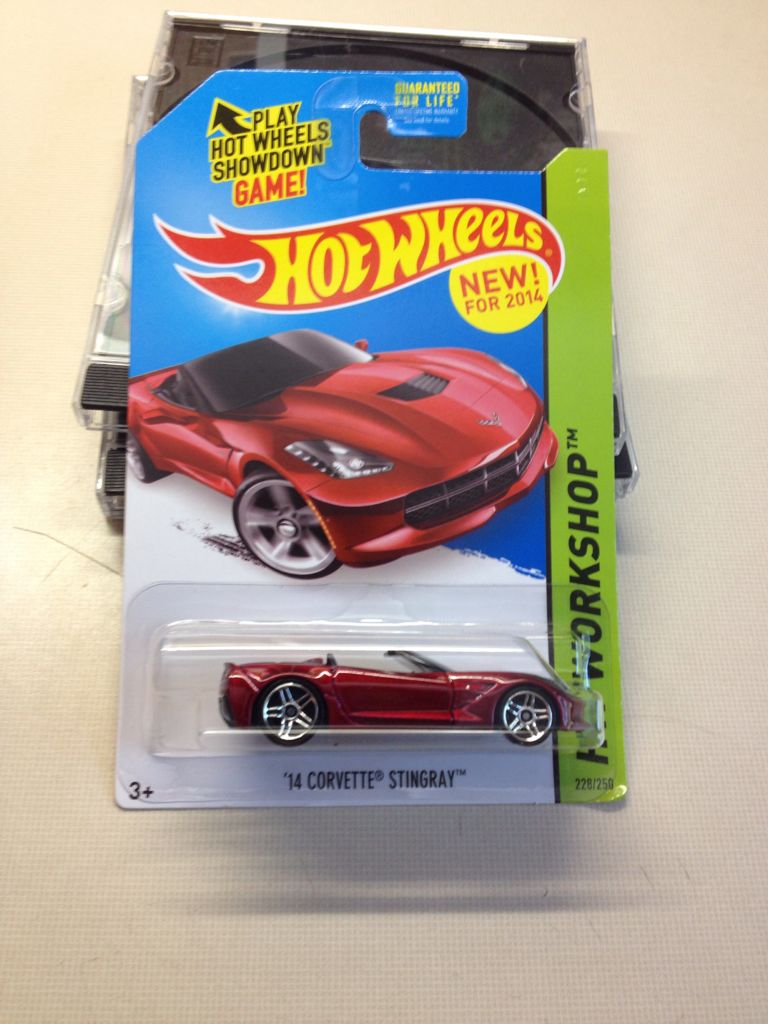 GUARANTEED
FOR LIFE*
PLAY
HOT WHEELS
SHOWDOWN™
GAME!
HOT WHEELS®
NEW!
FOR 2014
WORKSHOP™
'14 CORVETTE® STINGRAY™
3+
228/250